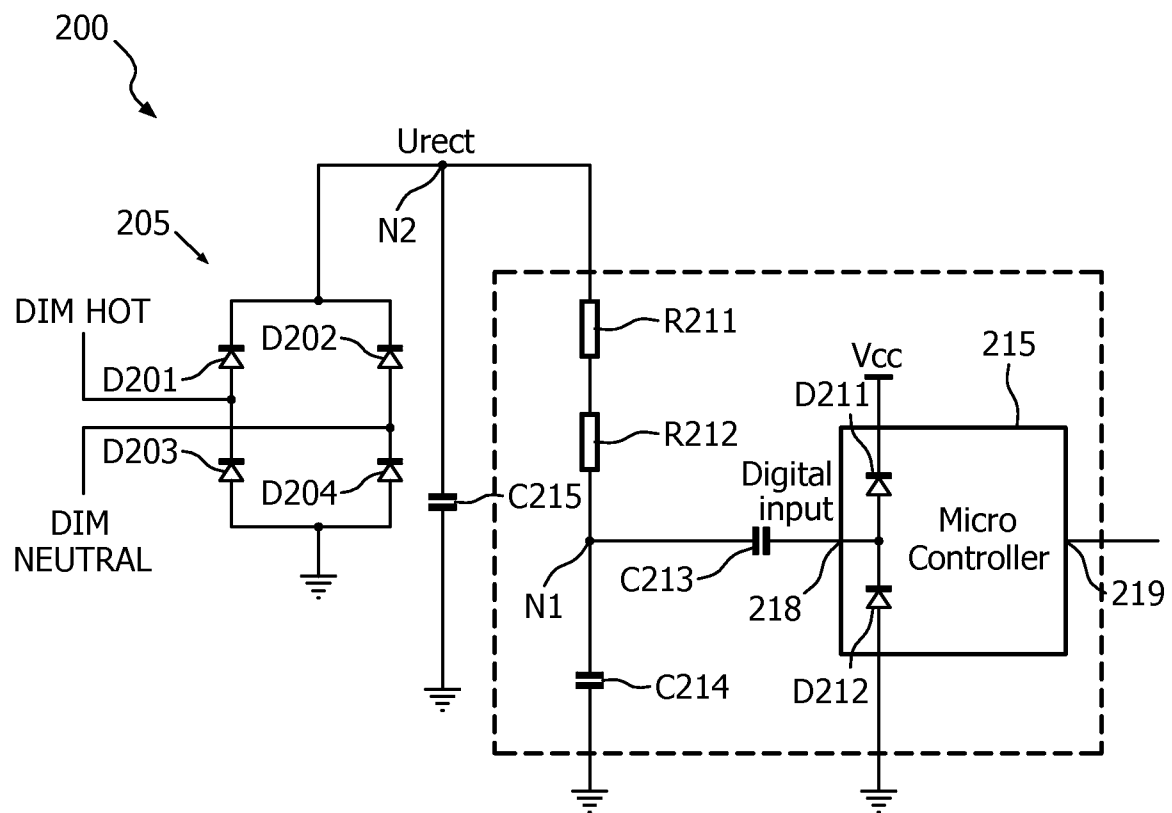 200
Urect
N2
205
DIM HOT
D202
D201
D203
D204
DIM
NEUTRAL
C215
R211
R212
Vcc
215
D211
Digital
input
Micro
Controller
N1
C213
218
219
C214
D212